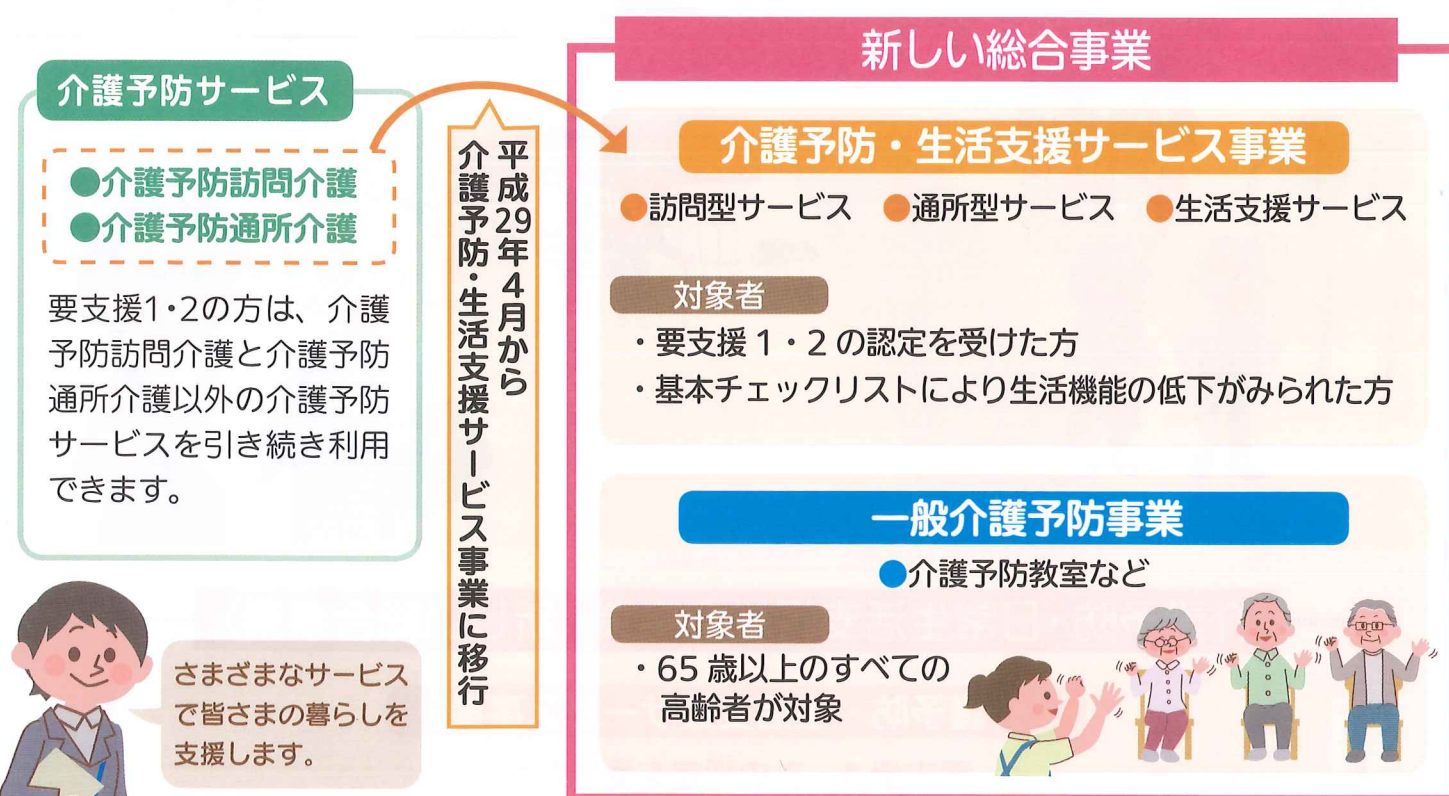 介護予防サービス
●介護予防訪問介護
●介護予防通所介護
要支援1・2の方は、介護
予防訪問介護と介護予防
通所介護以外の介護予防
サービスを引き続き利用
できます。
平成29年4月から
介護予防・生活支援サービス事業に移行
さまざまなサービス
で皆さまの暮らしを
支援します。
新しい総合事業
介護予防・生活支援サービス事業
●訪問型サービス ●通所型サービス ●生活支援サービス
対象者
・要支援1・2の認定を受けた方
・基本チェックリストにより生活機能の低下がみられた方
一般介護予防事業
●介護予防教室など
対象者
・65歳以上のすべての
高齢者が対象